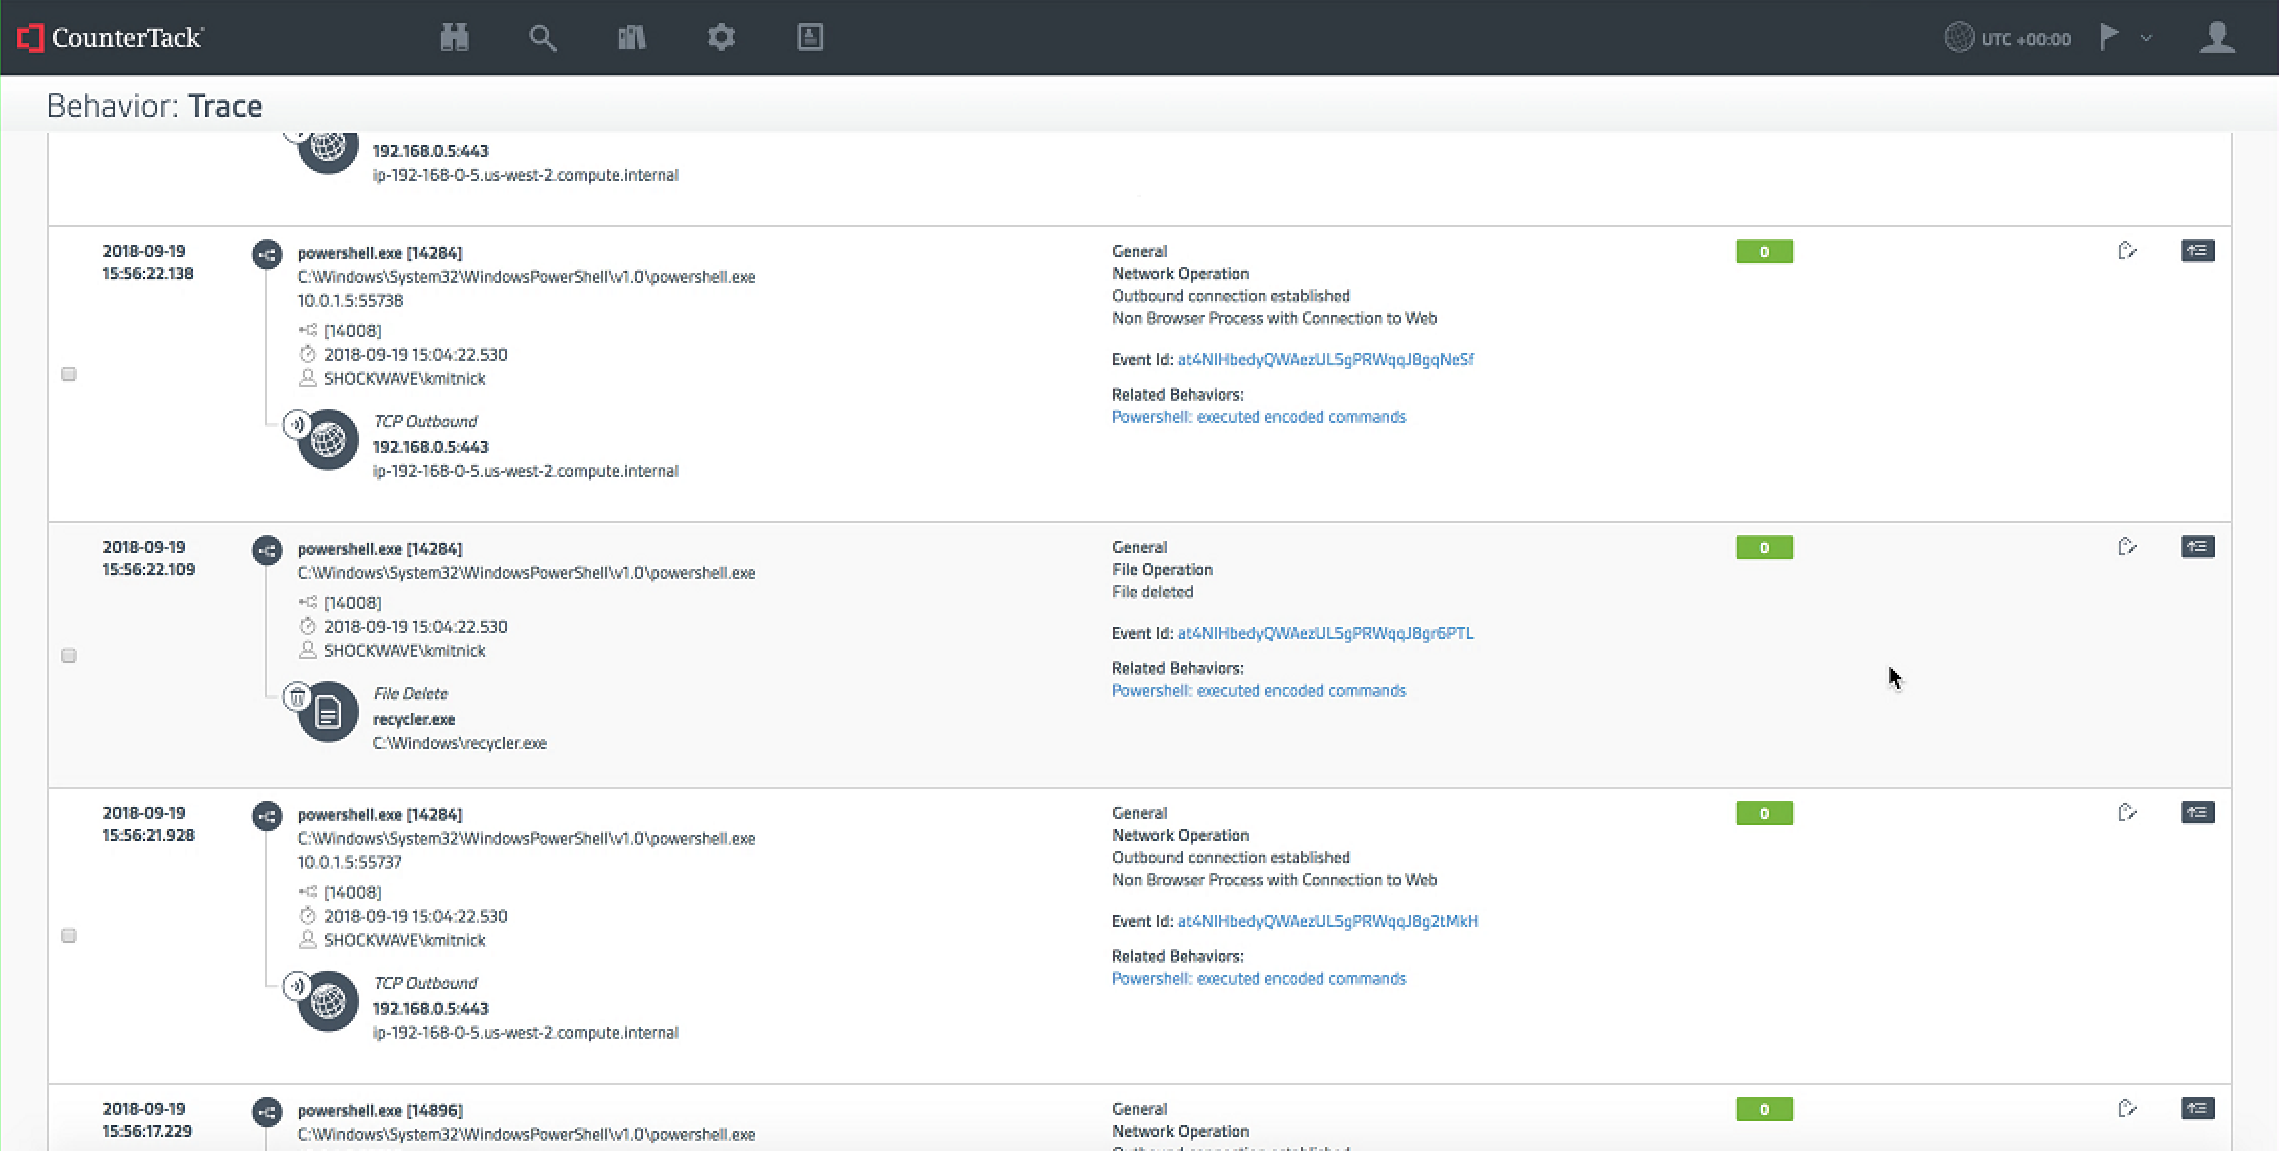 CounterTack
UTC +00:00
Behavior: Trace
192.168.0.5:443
ip-192-168-0-5.us-west-2.compute.internal
2018-09-19
15:56:22.138
powershell.exe [14284]
C:\Windows\System32\WindowsPowerShell\v1.0\powershell.exe
10.0.1.5:55738
[14008]
2018-09-19 15:04:22.530
SHOCKWAVE\kmitnick
TCP Outbound
192.168.0.5:443
ip-192-168-0-5.us-west-2.compute.internal
General
Network Operation
Outbound connection established
Non Browser Process with Connection to Web
Event Id: at4NIHbedyQWAezUL5gPRWqqJ8gqNeSf
Related Behaviors:
Powershell: executed encoded commands
0
2018-09-19
15:56:22.109
powershell.exe [14284]
C:\Windows\System32\WindowsPowerShell\v1.0\powershell.exe
[14008]
2018-09-19 15:04:22.530
SHOCKWAVE\kmitnick
File Delete
recycler.exe
C:\Windows\recycler.exe
General
File Operation
File deleted
Event Id: at4NIHbedyQWAezUL5gPRWqqJ8gr6PTL
Related Behaviors:
Powershell: executed encoded commands
0
2018-09-19
15:56:21.928
powershell.exe [14284]
C:\Windows\System32\WindowsPowerShell\v1.0\powershell.exe
10.0.1.5:55737
[14008]
2018-09-19 15:04:22.530
SHOCKWAVE\kmitnick
TCP Outbound
192.168.0.5:443
ip-192-168-0-5.us-west-2.compute.internal
General
Network Operation
Outbound connection established
Non Browser Process with Connection to Web
Event Id: at4NIHbedyQWAezUL5gPRWqqJ8g2tMkH
Related Behaviors:
Powershell: executed encoded commands
0
2018-09-19
15:56:17.229
powershell.exe [14896]
C:\Windows\System32\WindowsPowerShell\v1.0\powershell.exe
General
Network Operation
0